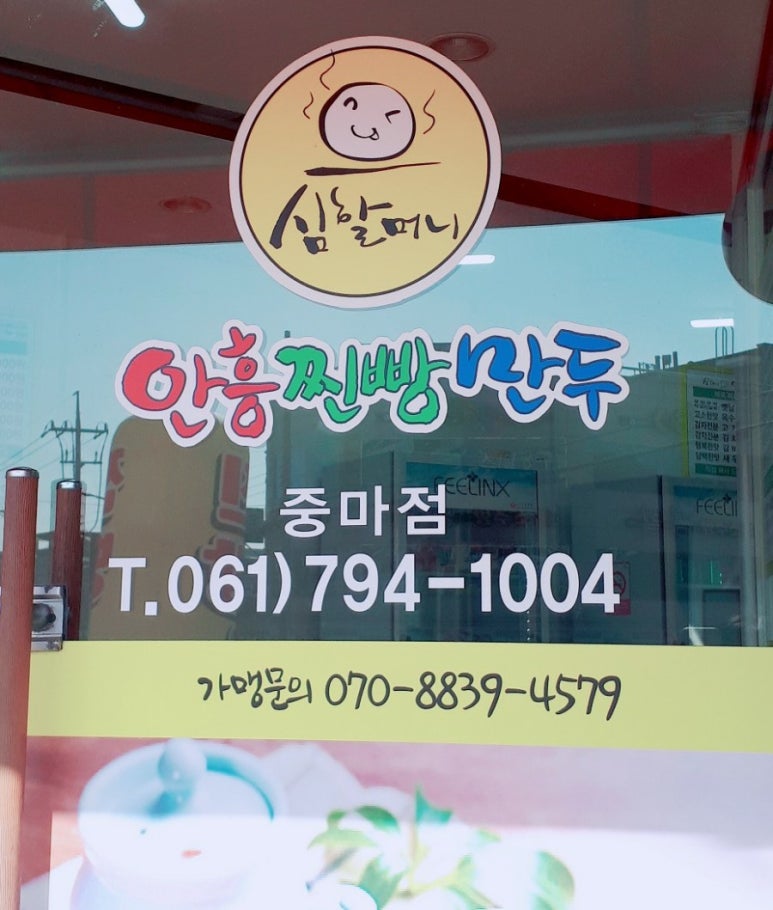 심할머니
안흥찐빵만두
중마점
T.061)794-1004
가맹문의 070-8839-4579
FEELINX